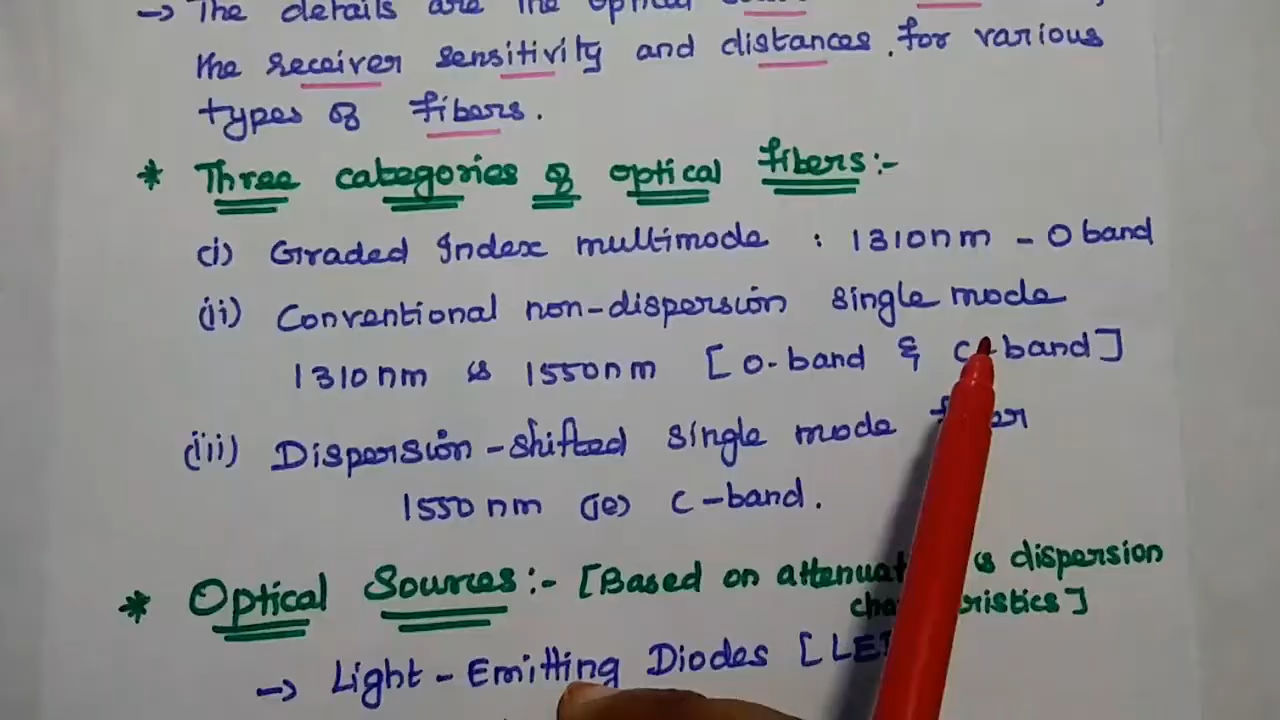 → The details are the optical
the receiver sensitivity and distances for various
types of fibers.
* Three categories of optical fibers:-
(i) Graded Index multimode : 1310nm - O band
(ii) Conventional non-dispersion single mode
1310nm & 1550nm [O-band & C-band]
(iii) Dispersion-shifted single mode
1550nm (ie) C-band.
* Optical Sources:- [Based on & dispersion
characteristics]
→ Light-Emitting Diodes [LED